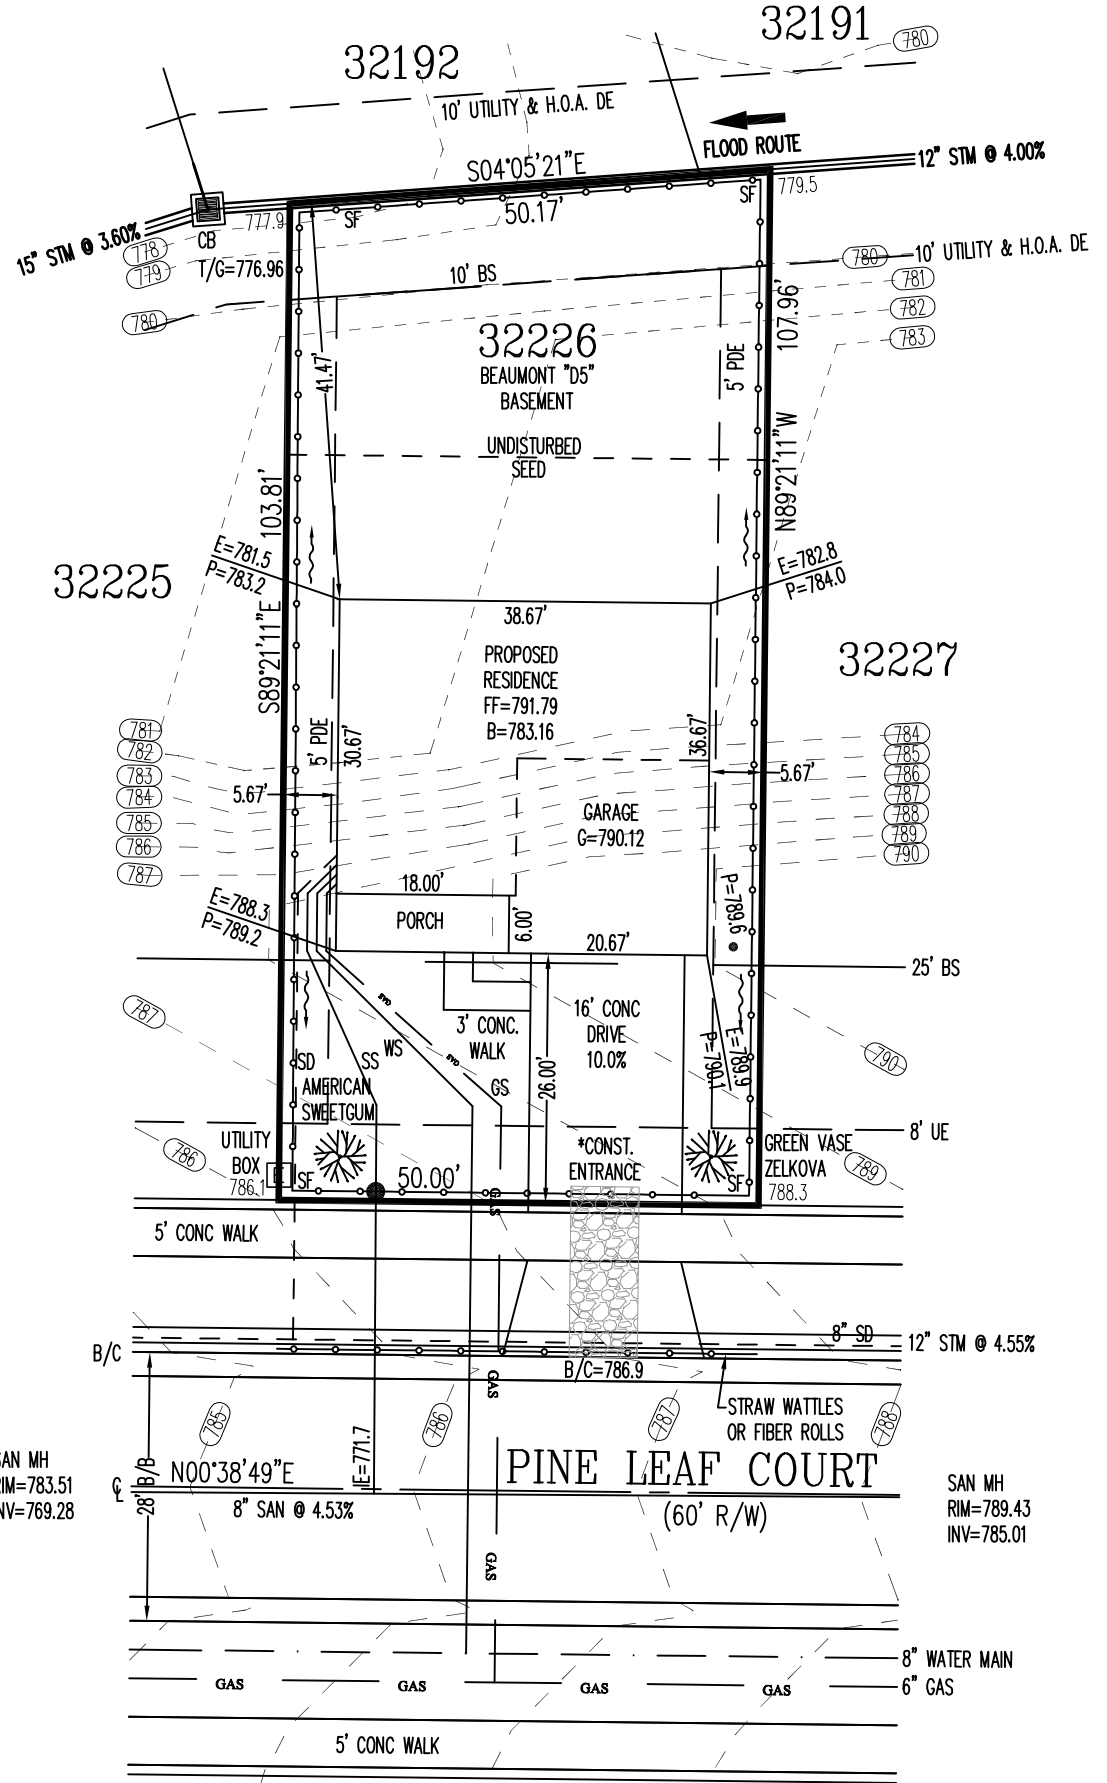 32191
780
32192
10' UTILITY & H.O.A. DE
FLOOD ROUTE
S04°05'21"E
12" STM @ 4.00%
779.5
SF
50.17'
SF
777.9
15" STM @ 3.60%
CB
T/G=776.96
778
779
780
10' BS
780
10' UTILITY & H.O.A. DE
781
782
783
107.96'
5' PDE
41.47'
32226
BEAUMONT "D5"
BASEMENT
UNDISTURBED
SEED
103.81'
N89°21'11"W
E=781.5
P=783.2
E=782.8
P=784.0
32225
38.67'
S89°21'11"E
PROPOSED
RESIDENCE
FF=791.79
B=783.16
32227
5' PDE
30.67'
36.67'
781
782
783
784
785
786
787
784
785
786
787
788
789
790
5.67'
5.67'
GARAGE
G=790.12
18.00'
PORCH
6.00'
20.67'
E=788.3
P=789.2
P=789.6
25' BS
787
GAS
GAS
3' CONC.
WALK
16' CONC
DRIVE
10.0%
26.00'
E=789.9
P=790.1
790
SD
SS
WS
GS
AMERICAN
SWEETGUM
8' UE
786
UTILITY
BOX
E
786.1
SF
50.00'
*CONST.
ENTRANCE
SF
GREEN VASE
ZELKOVA
788.3
789
GAS
5' CONC WALK
8" SD
12" STM @ 4.55%
B/C
B/C=786.9
GAS
STRAW WATTLES
OR FIBER ROLLS
785
786
787
788
IE=771.7
28' B/B
SAN MH
RIM=783.51
INV=769.28
N00°38'49"E
8" SAN @ 4.53%
PINE LEAF COURT
(60' R/W)
SAN MH
RIM=789.43
INV=785.01
GAS
8" WATER MAIN
6" GAS
GAS
GAS
GAS
GAS
5' CONC WALK